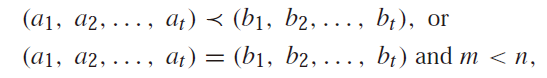 (a₁, a₂, . . . , aₜ) ≺ (b₁, b₂, . . . , bₜ), or
(a₁, a₂, . . . , aₜ) = (b₁, b₂, . . . , bₜ) and m < n,